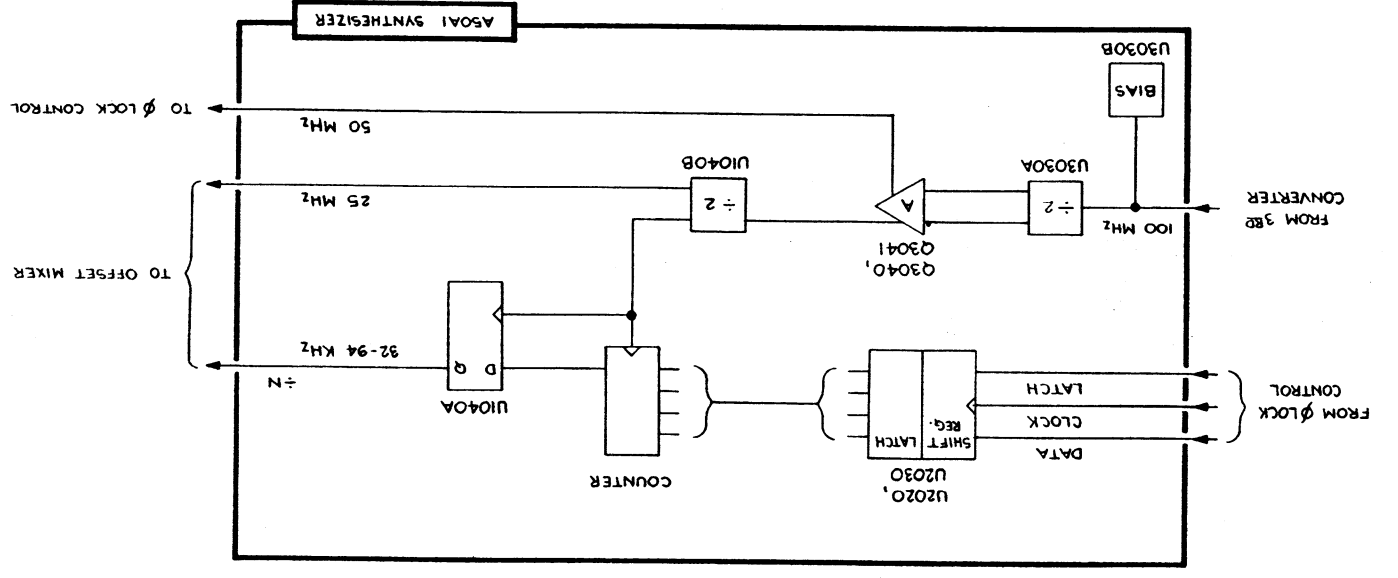 DATA
CLOCK
LATCH
FROM Ø LOCK
CONTROL
U2020,
U2030
SHIFT
REG.
LATCH
COUNTER
U1040A
D
Q
÷N
32-94 KHz
TO OFFSET MIXER
FROM 3RD
CONVERTER
100 MHz
÷2
U3030A
Q3040,
Q3041
A
÷ 2
U1040B
25 MHz
BIAS
U3030B
50 MHz
TO Ø LOCK CONTROL
A50A1 SYNTHESIZER